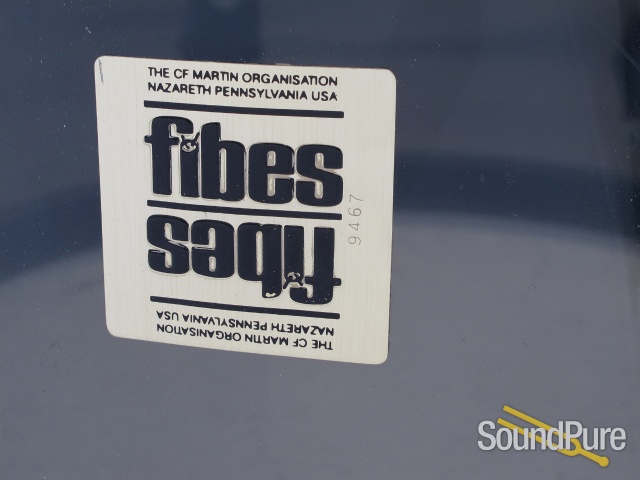 THE CF MARTIN ORGANISATION
NAZARETH PENNSYLVANIA USA
fibes
fibes
9467
NAZARETH PENNSYLVANIA USA
THE CF MARTIN ORGANISATION
SoundPure